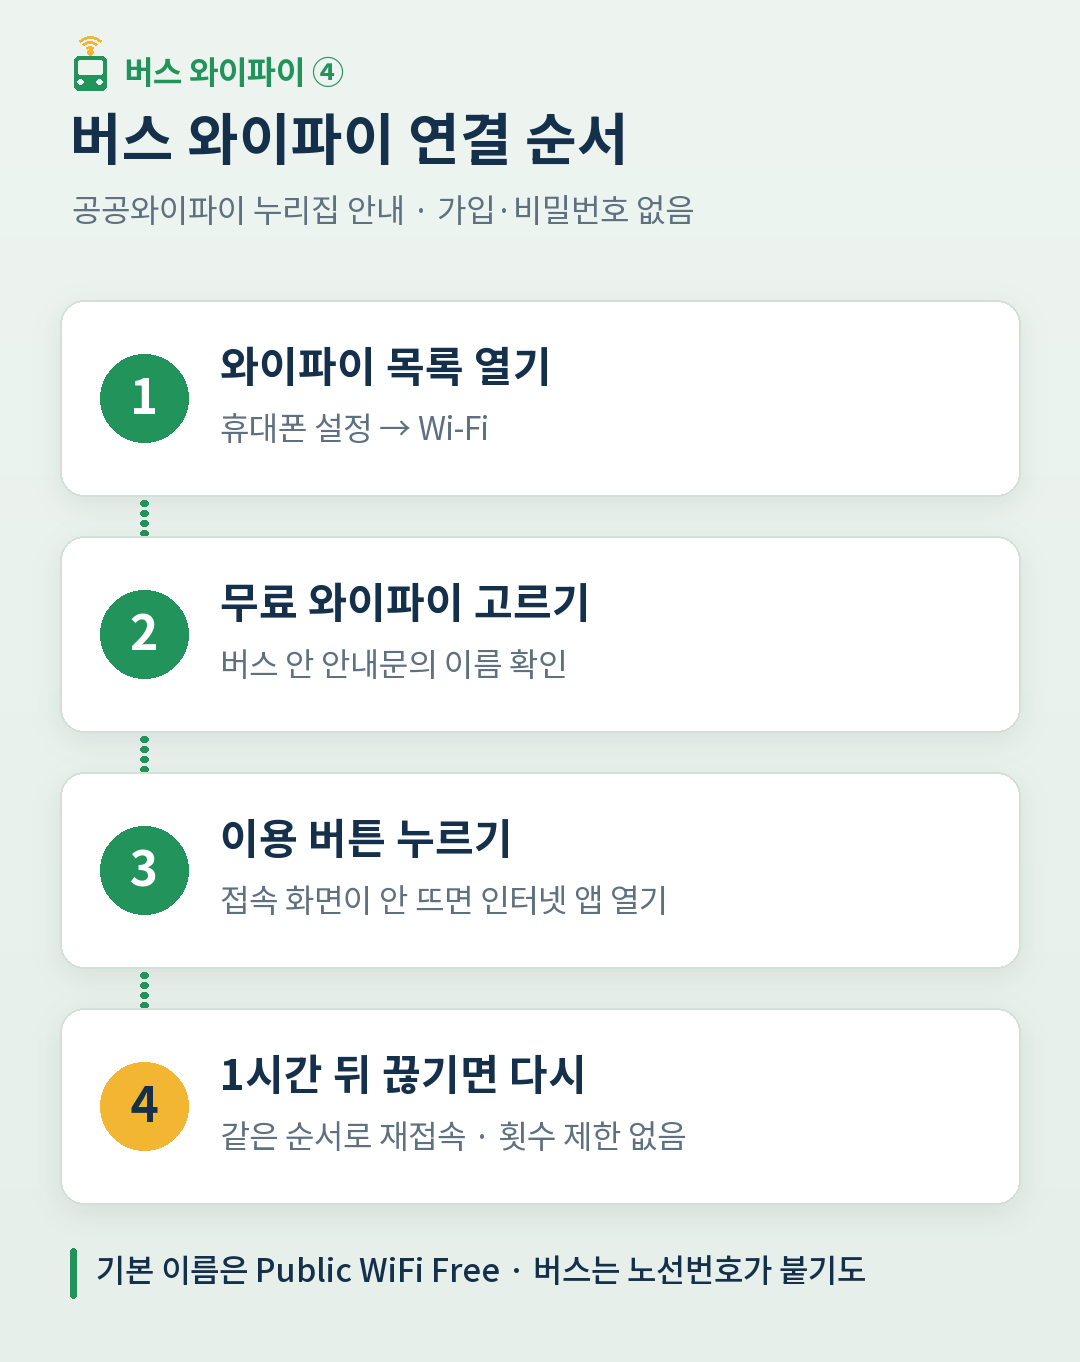 버스 와이파이 ④
버스 와이파이 연결 순서
공공와이파이 누리집 안내 · 가입·비밀번호 없음
1
와이파이 목록 열기
휴대폰 설정 → Wi-Fi
2
무료 와이파이 고르기
버스 안 안내문의 이름 확인
3
이용 버튼 누르기
접속 화면이 안 뜨면 인터넷 앱 열기
4
1시간 뒤 끊기면 다시
같은 순서로 재접속 · 횟수 제한 없음
기본 이름은 Public WiFi Free · 버스는 노선번호가 붙기도